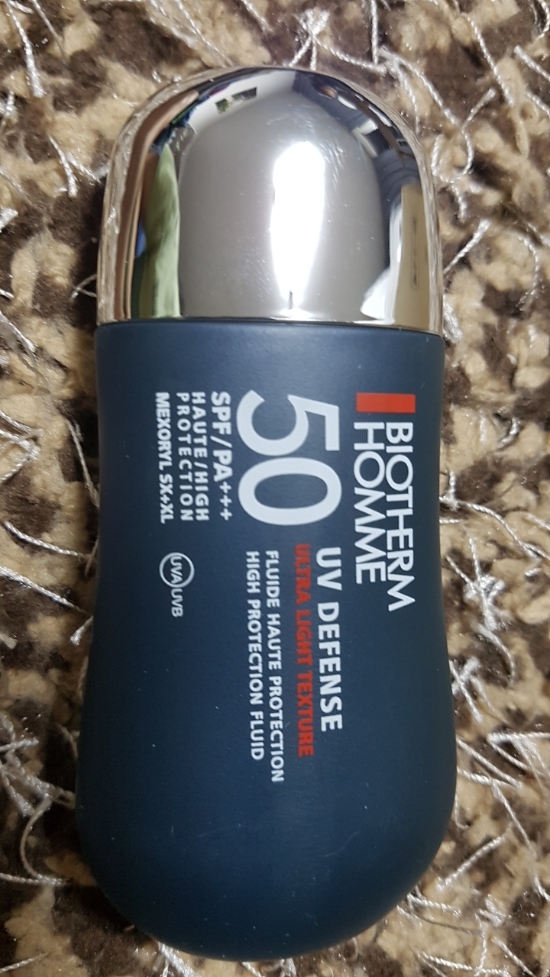 BIOTHERM
HOMME
50
SPF/PA+++
HAUTE/HIGH
PROTECTION
MEXORYL SX+XL
UV DEFENSE
ULTRA LIGHT TEXTURE
FLUIDE HAUTE PROTECTION
HIGH PROTECTION FLUID
UVA UVB